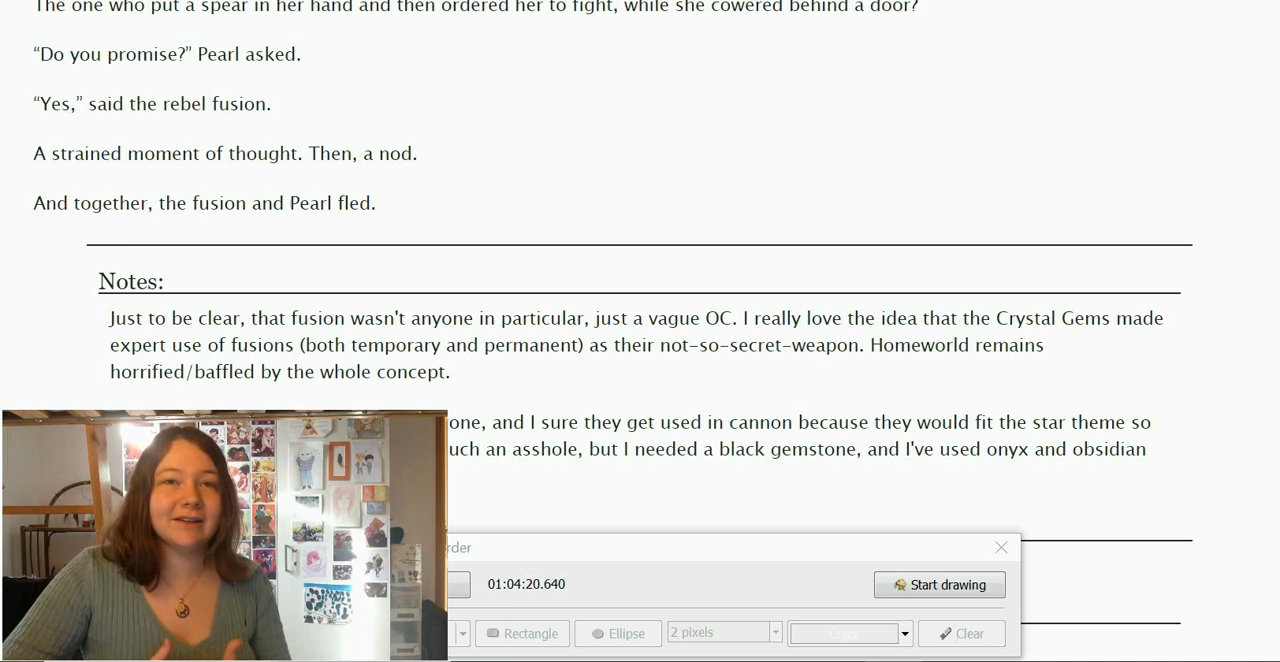 The one who put a spear in her hand and then ordered her to fight, while she cowered behind a door?
“Do you promise?” Pearl asked.
“Yes,” said the rebel fusion.
A strained moment of thought. Then, a nod.
And together, the fusion and Pearl fled.
Notes:
Just to be clear, that fusion wasn't anyone in particular, just a vague OC. I really love the idea that the Crystal Gems made
expert use of fusions (both temporary and permanent) as their not-so-secret-weapon. Homeworld remains
horrified/baffled by the whole concept.
one, and I sure they get used in cannon because they would fit the star theme so
uch an asshole, but I needed a black gemstone, and I've used onyx and obsidian
rder
01:04:20.640
Start drawing
Rectangle
Ellipse
2 pixels
Color
Clear